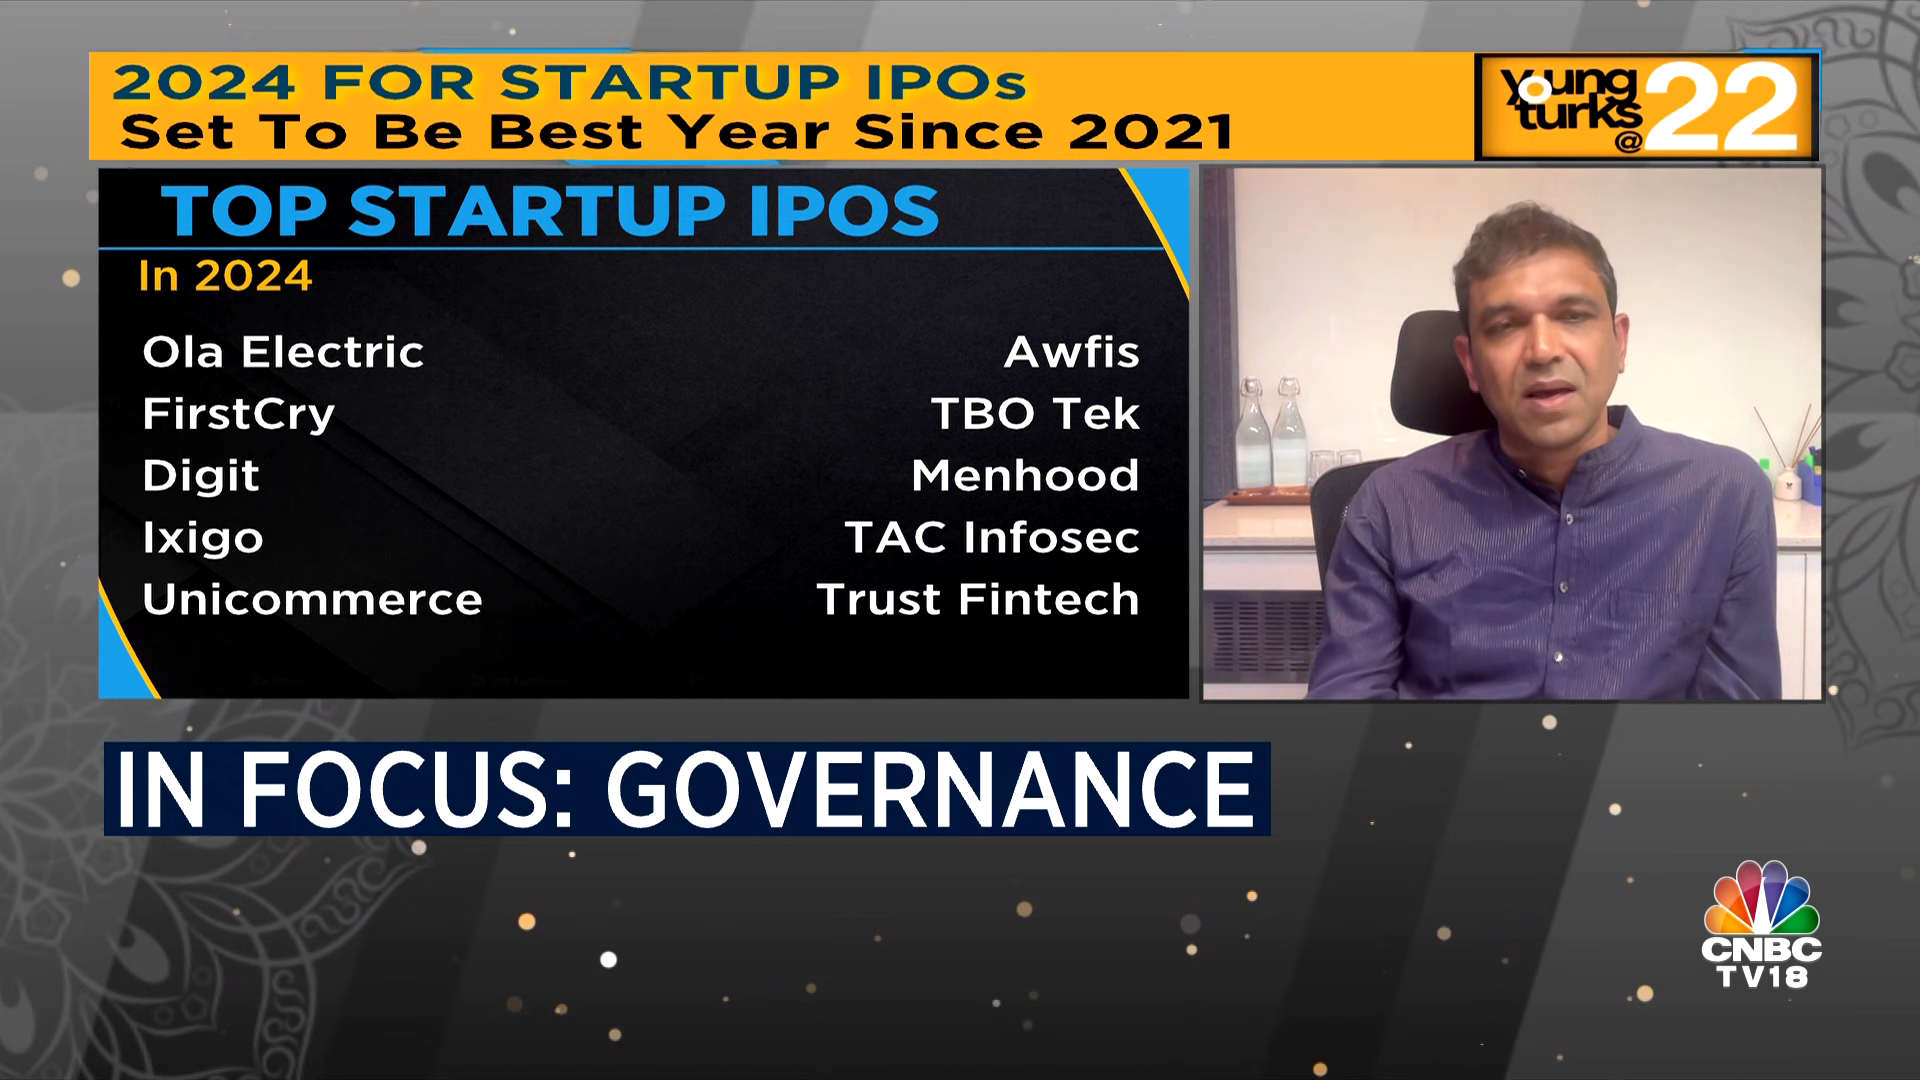 2024 FOR STARTUP IPOs
Set To Be Best Year Since 2021
young
turks
@22
TOP STARTUP IPOS
In 2024
Ola Electric
Awfis
FirstCry
TBO Tek
Digit
Menhood
Ixigo
TAC Infosec
Unicommerce
Trust Fintech
IN FOCUS: GOVERNANCE
CNBC
TV18